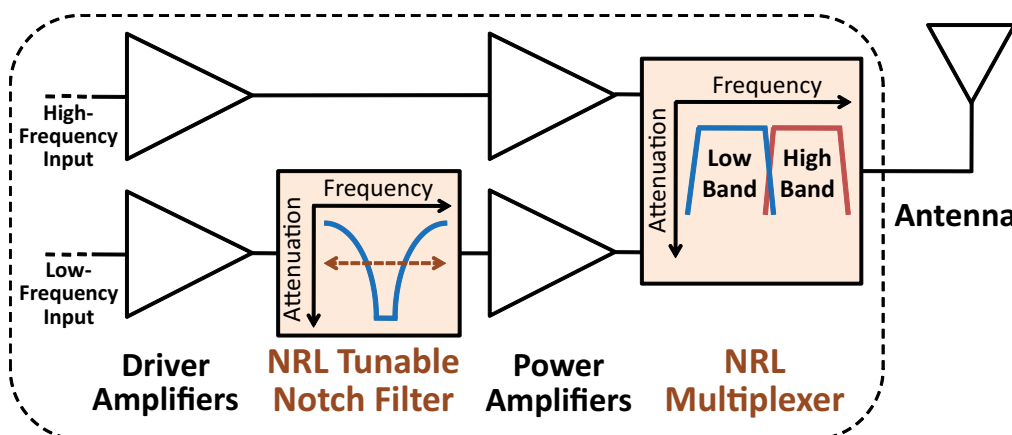 High-
Frequency
Input
Frequency
Attenuation
Low
Band
High
Band
Antenna
Low-
Frequency
Input
Frequency
Attenuation
Driver
Amplifiers
NRL Tunable
Notch Filter
Power
Amplifiers
NRL
Multiplexer